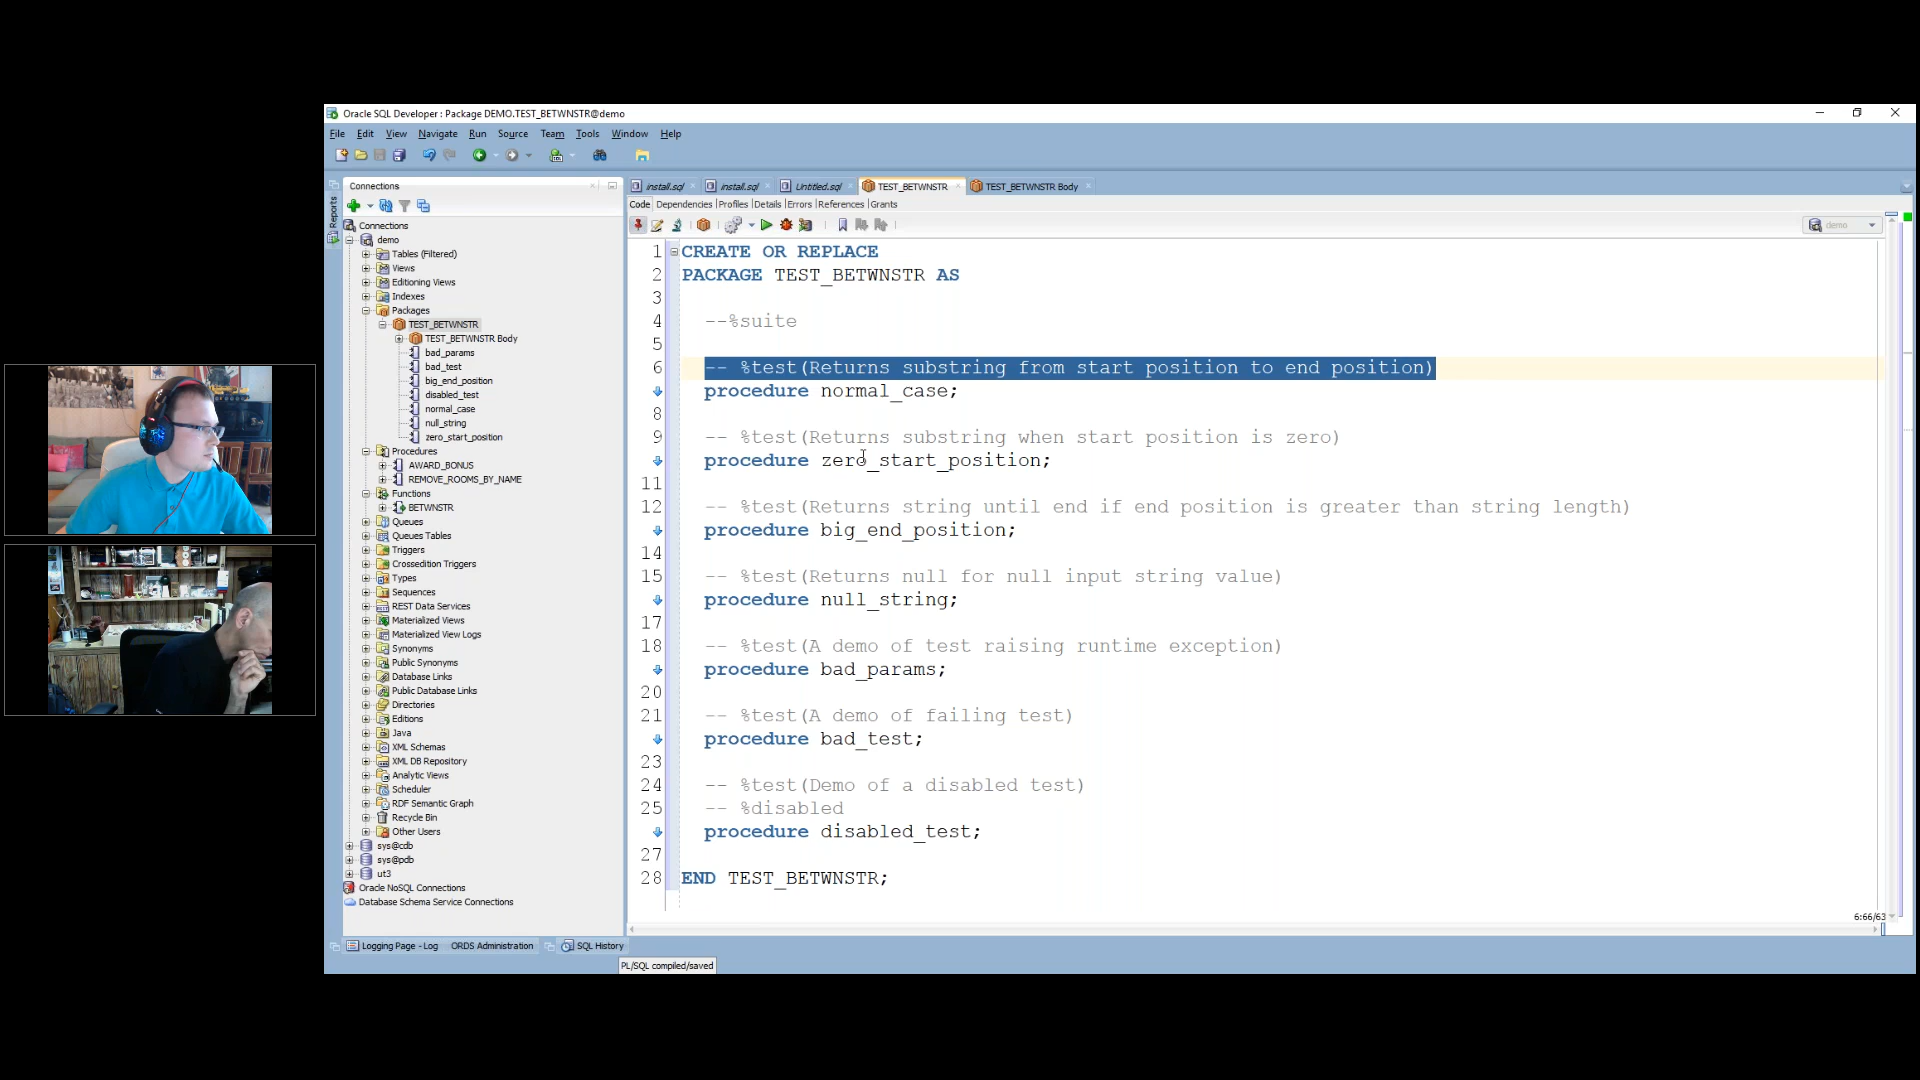 Oracle SQL Developer : Package DEMO.TEST_BETWNSTR@demo
File Edit View Navigate Run Source Team Tools Window Help
Connections
Reports
Connections
demo
Tables (Filtered)
Views
Editioning Views
Indexes
Packages
TEST_BETWNSTR
TEST_BETWNSTR Body
bad_params
bad_test
big_end_position
disabled_test
normal_case
null_string
zero_start_position
Procedures
AWARD_BONUS
REMOVE_ROOMS_BY_NAME
Functions
BETWNSTR
Queues
Queues Tables
Triggers
Crossedition Triggers
Types
Sequences
REST Data Services
Materialized Views
Materialized View Logs
Synonyms
Public Synonyms
Database Links
Public Database Links
Directories
Editions
Java
XML Schemas
XML DB Repository
Analytic Views
Scheduler
RDF Semantic Graph
Recycle Bin
Other Users
sys@cdb
sys@pdb
ut3
Oracle NoSQL Connections
Database Schema Service Connections
install.sql install.sql Untitled.sql TEST_BETWNSTR TEST_BETWNSTR Body
Code Dependencies Profiles Details Errors References Grants
demo
1 CREATE OR REPLACE
2 PACKAGE TEST_BETWNSTR AS
3
4 --%suite
5
6 -- %test(Returns substring from start position to end position)
procedure normal_case;
8
9 -- %test(Returns substring when start position is zero)
procedure zero_start_position;
11
12 -- %test(Returns string until end if end position is greater than string length)
procedure big_end_position;
14
15 -- %test(Returns null for null input string value)
procedure null_string;
17
18 -- %test(A demo of test raising runtime exception)
procedure bad_params;
20
21 -- %test(A demo of failing test)
procedure bad_test;
23
24 -- %test(Demo of a disabled test)
25 -- %disabled
procedure disabled_test;
27
28 END TEST_BETWNSTR;
6:66/63
Logging Page - Log ORDS Administration SQL History
PL/SQL compiled/saved